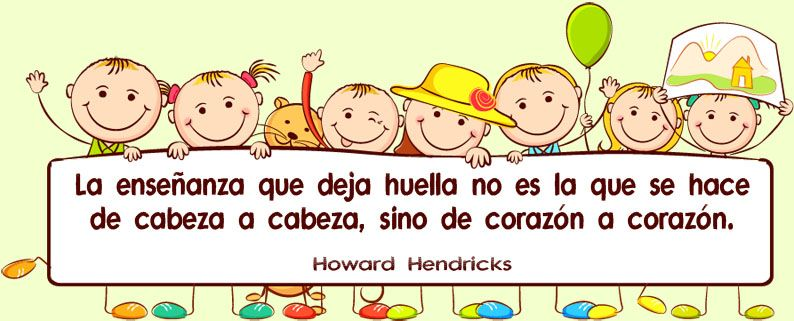 La enseñanza que deja huella no es la que se hace
de cabeza a cabeza, sino de corazón a corazón.
Howard Hendricks